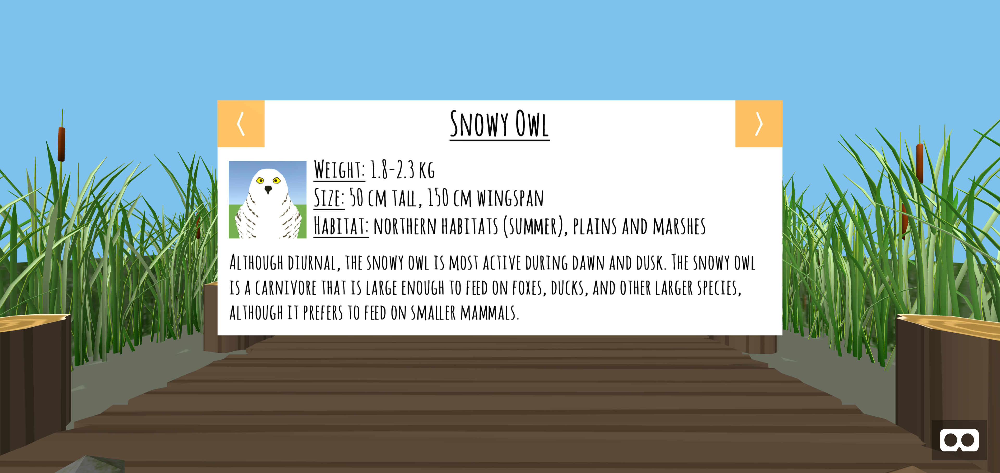 Snowy Owl
Weight: 1.8-2.3 kg
Size: 50 cm tall, 150 cm wingspan
Habitat: northern habitats (summer), plains and marshes
Although diurnal, the snowy owl is most active during dawn and dusk. The snowy owl
is a carnivore that is large enough to feed on foxes, ducks, and other larger species,
although it prefers to feed on smaller mammals.